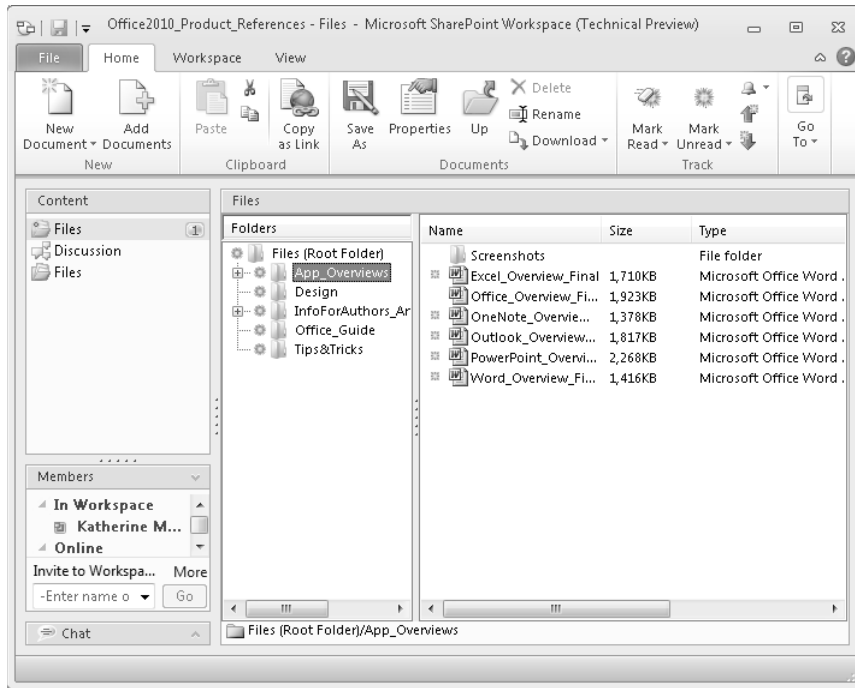 Office2010_Product_References - Files - Microsoft SharePoint Workspace (Technical Preview)
File Home Workspace View
New Document Add Documents Paste Copy as Link Save As Properties Up Delete Rename Download Mark Read Mark Unread Go To
New Clipboard Documents Track
Content
Files 1
Discussion
Files
Members
In Workspace
Katherine M...
Online
Invite to Workspa... More
-Enter name o Go
Chat
Files
Folders
Files (Root Folder)
App_Overviews
Design
InfoForAuthors_Ar
Office_Guide
Tips&Tricks
Name Size Type
Screenshots File folder
Excel_Overview_Final 1,710KB Microsoft Office Word .
Office_Overview_Fi... 1,923KB Microsoft Office Word .
OneNote_Overvie... 1,378KB Microsoft Office Word .
Outlook_Overview... 1,817KB Microsoft Office Word .
PowerPoint_Overvi... 2,268KB Microsoft Office Word .
Word_Overview_Fi... 1,416KB Microsoft Office Word .
Files (Root Folder)/App_Overviews